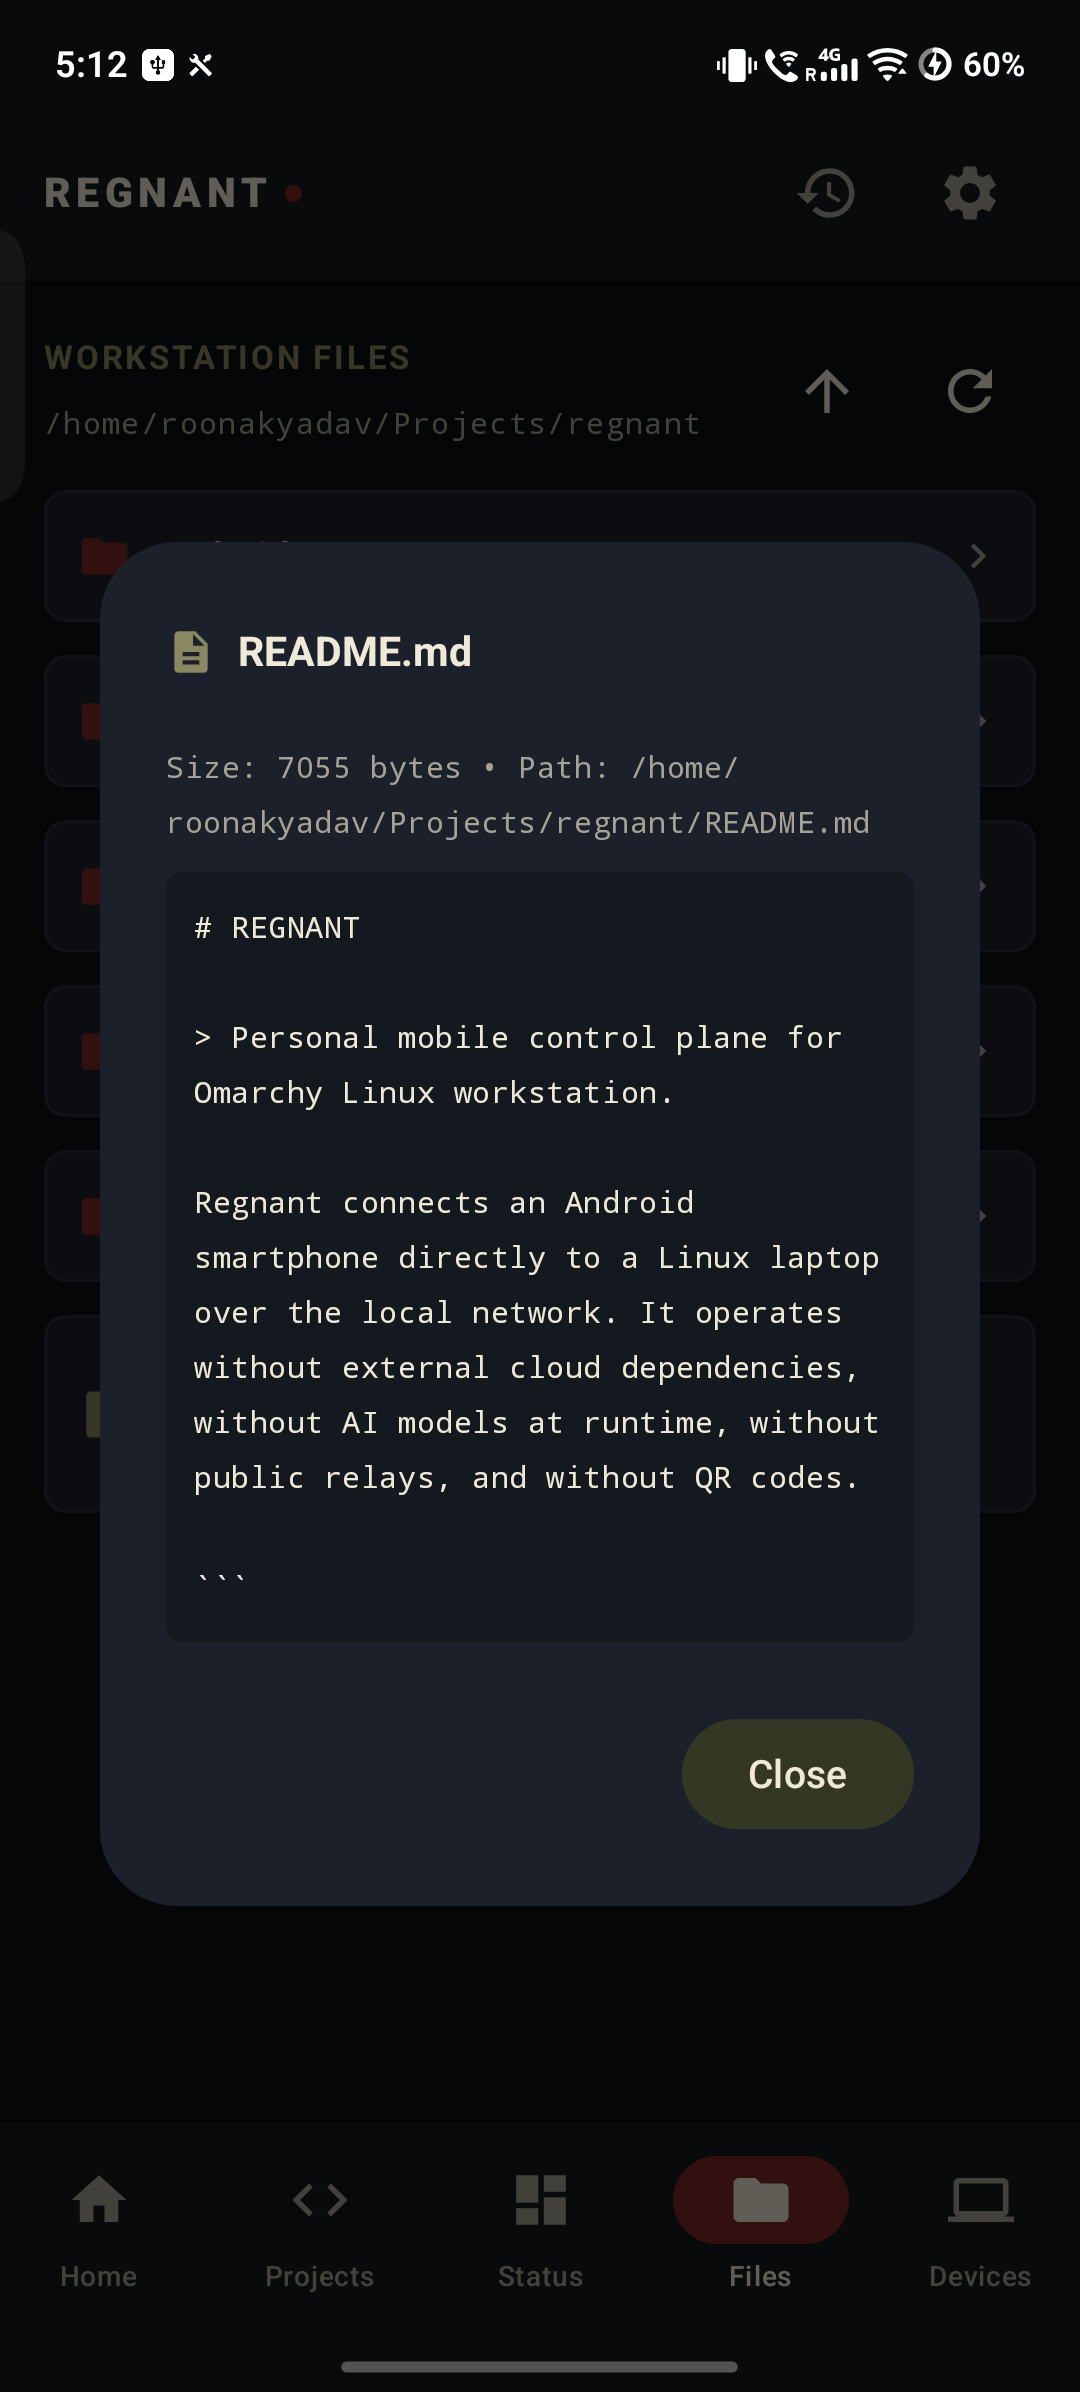 5:12
4G
R
60%
REGNANT
WORKSTATION FILES
/home/roonakyadav/Projects/regnant
README.md
Size: 7055 bytes • Path: /home/
roonakyadav/Projects/regnant/README.md
# REGNANT
> Personal mobile control plane for
Omarchy Linux workstation.
Regnant connects an Android
smartphone directly to a Linux laptop
over the local network. It operates
without external cloud dependencies,
without AI models at runtime, without
public relays, and without QR codes.
```
Close
Home
Projects
Status
Files
Devices